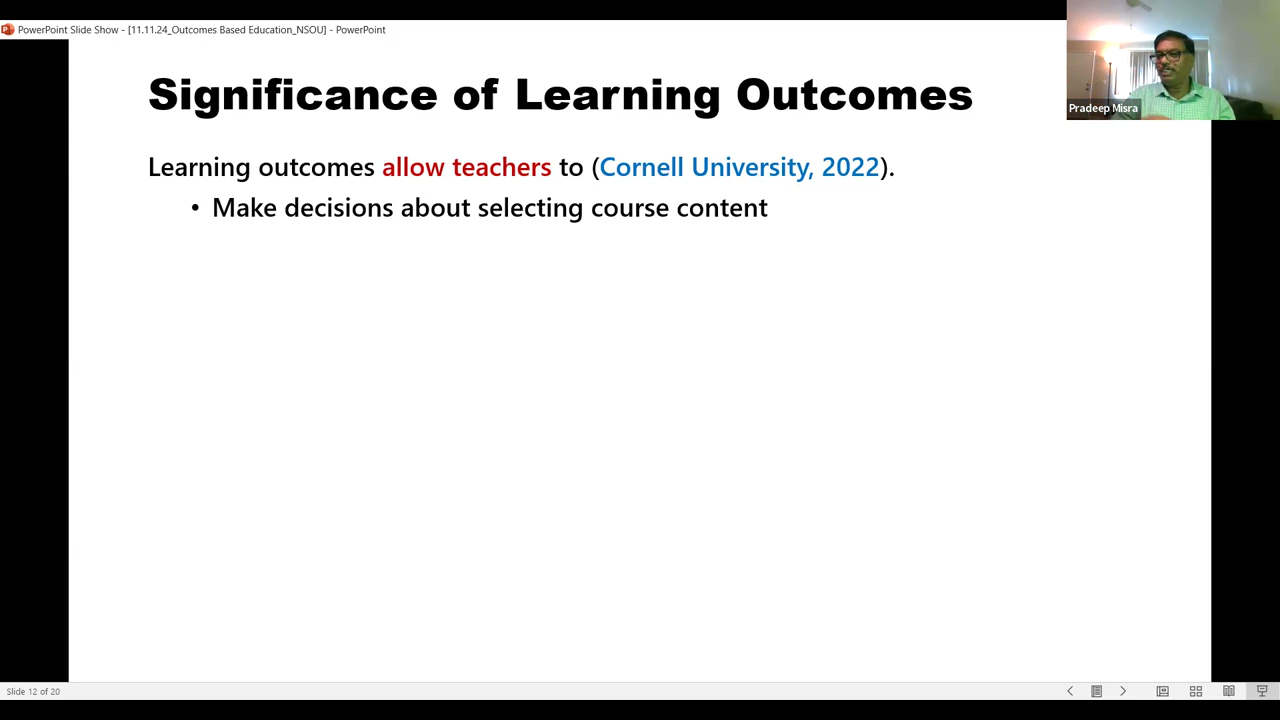 PowerPoint Slide Show - [11.11.24_Outcomes Based Education_NSOU] - PowerPoint
Significance of Learning Outcomes
Pradeep Misra
Learning outcomes allow teachers to (Cornell University, 2022).
• Make decisions about selecting course content
Slide 12 of 20